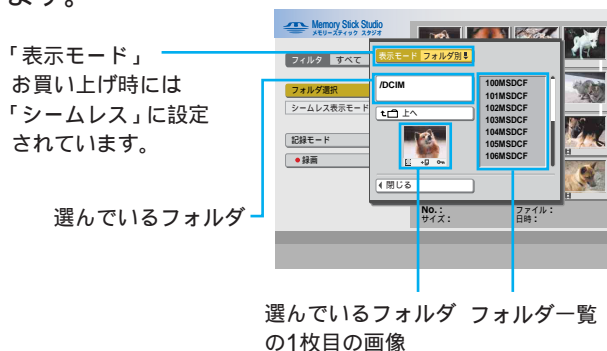 ます。
「表示モード」
お買い上げ時には
「シームレス」に設定
されています。
選んでいるフォルダ
Memory Stick Studio
メモリースティック スタジオ
フィルタ すべて
フォルダ選択
シームレス表示モード
記録モード
●録画
表示モード フォルダ別
/DCIM
上へ
閉じる
100MSDCF
101MSDCF
102MSDCF
103MSDCF
104MSDCF
105MSDCF
106MSDCF
No.: ファイル:
サイズ: 日時:
選んでいるフォルダ
の1枚目の画像
フォルダ一覧